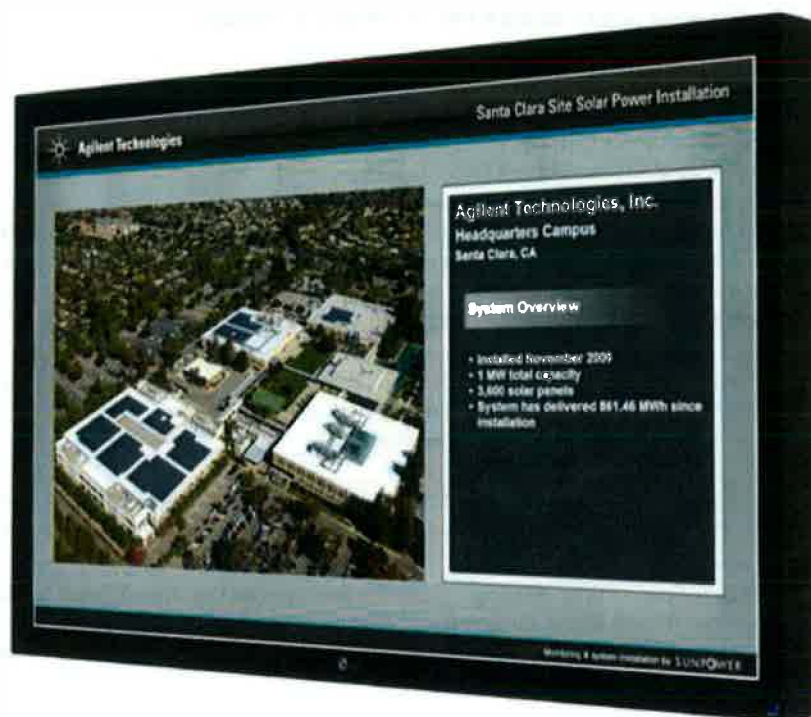 Santa Clara Site Solar Power Installation
Agilent Technologies
Agilent Technologies, Inc.
Headquarters Campus
Santa Clara, CA
System Overview
• Installed November 2009
• 1 MW total capacity
• 3,600 solar panels
• System has delivered 861.46 MWh since
installation
Monitoring & system installation by SUNPOWER